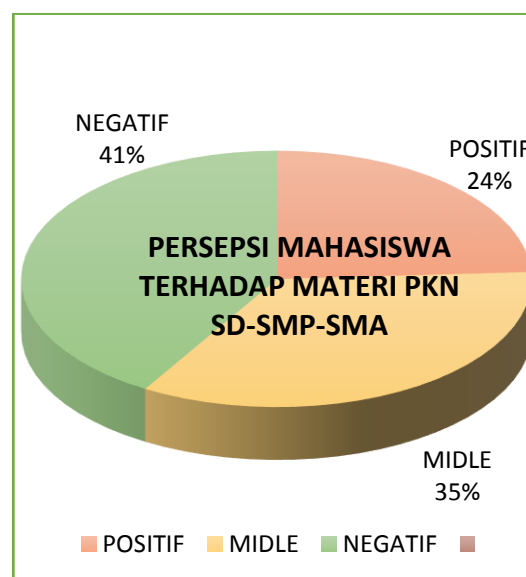 NEGATIF
41%
POSITIF
24%
PERSEPSI MAHASISWA
TERHADAP MATERI PKN
SD-SMP-SMA
MIDLE
35%
POSITIF MIDLE NEGATIF